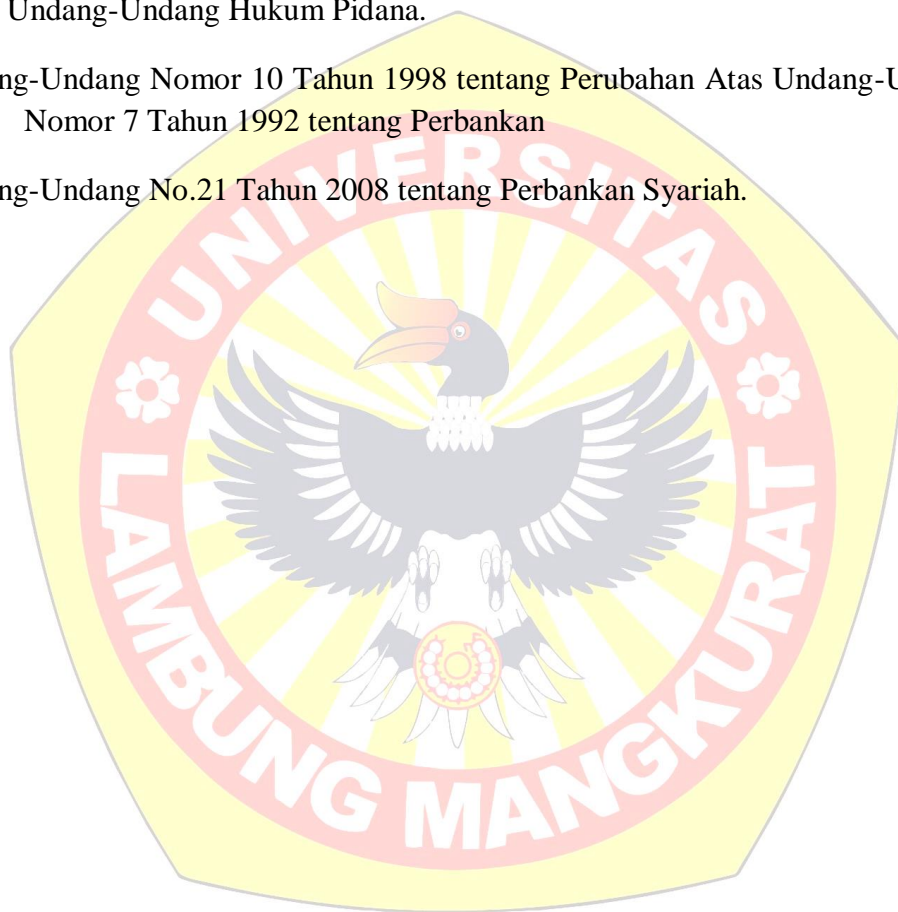 Undang-Undang Hukum Pidana.
ng-Undang Nomor 10 Tahun 1998 tentang Perubahan Atas Undang-U
Nomor 7 Tahun 1992 tentang Perbankan
ng-Undang No.21 Tahun 2008 tentang Perbankan Syariah.
UNIVERSITAS
LAMBUNG MANGKURAT